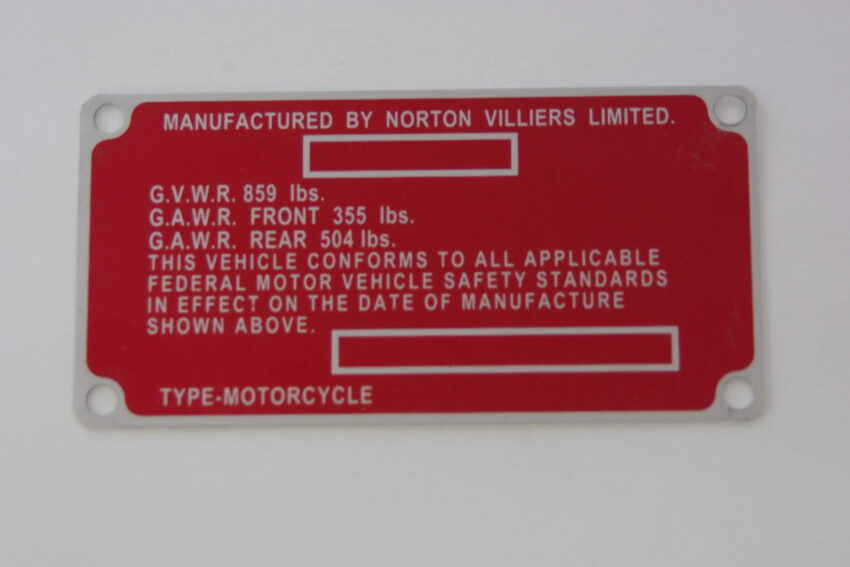 MANUFACTURED BY NORTON VILLIERS LIMITED.
G.V.W.R. 859 lbs.
G.A.W.R. FRONT 355 lbs.
G.A.W.R. REAR 504 lbs.
THIS VEHICLE CONFORMS TO ALL APPLICABLE
FEDERAL MOTOR VEHICLE SAFETY STANDARDS
IN EFFECT ON THE DATE OF MANUFACTURE
SHOWN ABOVE.
TYPE-MOTORCYCLE